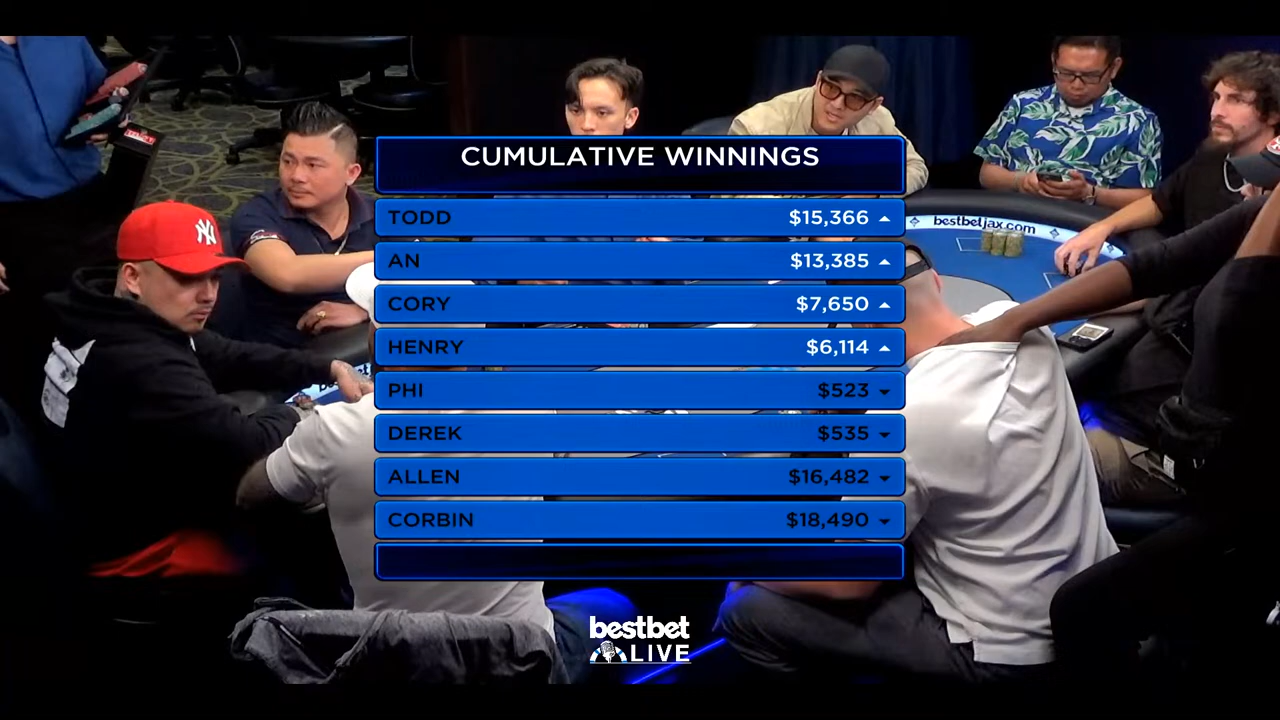 CUMULATIVE WINNINGS
TODD $15,366
AN $13,385
CORY $7,650
HENRY $6,114
PHI $523
DEREK $535
ALLEN $16,482
CORBIN $18,490
bestbetjax.com
NY
bestbet
LIVE